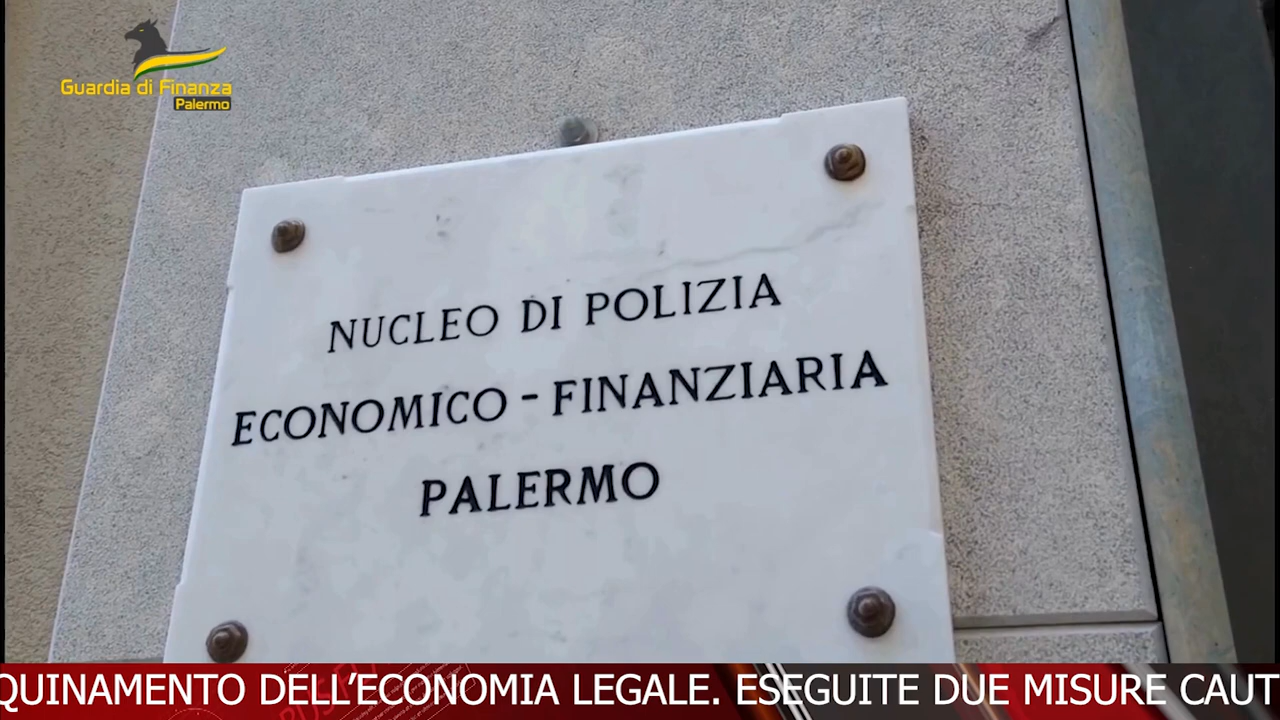 Guardia di Finanza
Palermo
NUCLEO DI POLIZIA
ECONOMICO - FINANZIARIA
PALERMO
QUINAMENTO DELL'ECONOMIA LEGALE. ESEGUITE DUE MISURE CAUT